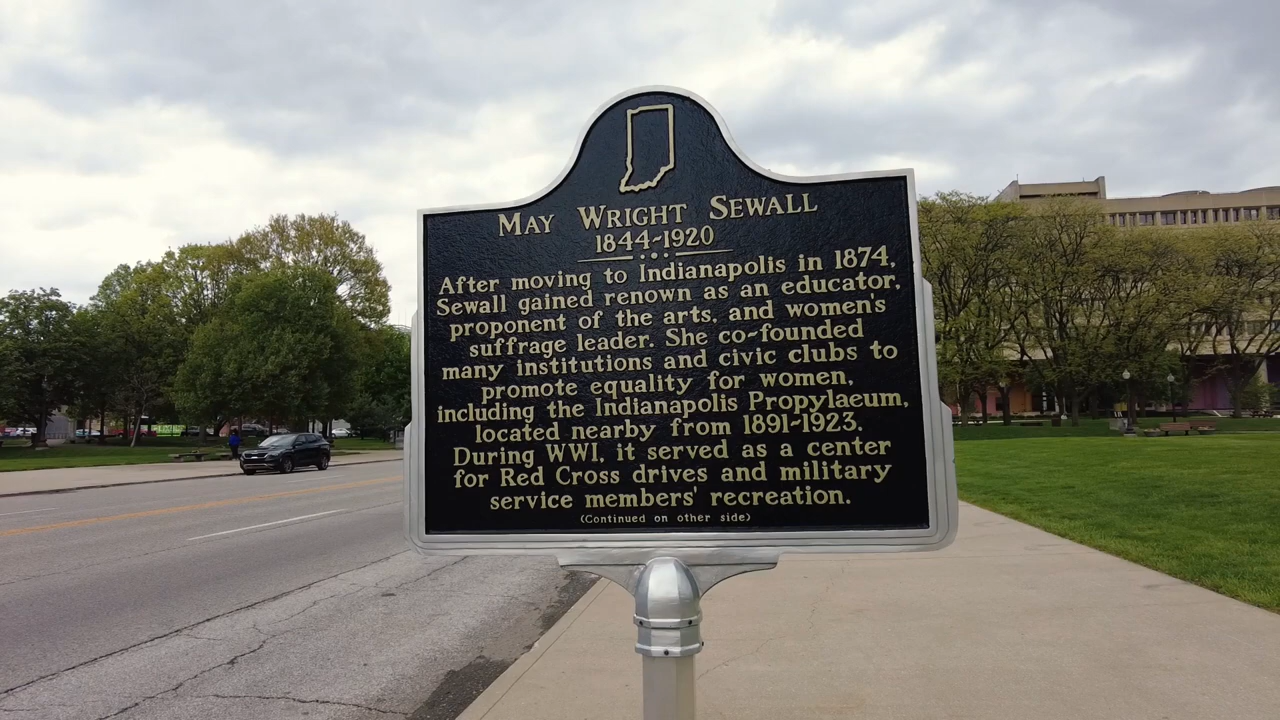 May Wright Sewall
1844-1920
After moving to Indianapolis in 1874,
Sewall gained renown as an educator,
proponent of the arts, and women's
suffrage leader. She co-founded
many institutions and civic clubs to
promote equality for women,
including the Indianapolis Propylaeum,
located nearby from 1891-1923.
During WWI, it served as a center
for Red Cross drives and military
service members' recreation.
(Continued on other side)